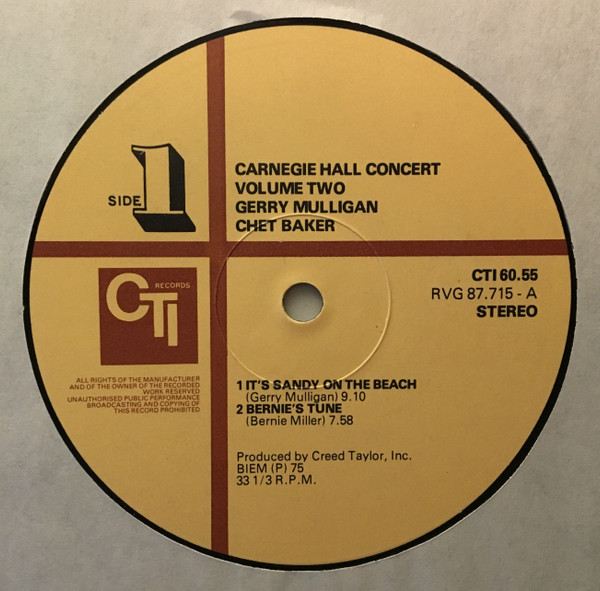 SIDE 1
CARNEGIE HALL CONCERT
VOLUME TWO
GERRY MULLIGAN
CHET BAKER
CTI 60.55
RVG 87.715 - A
STEREO
CTI RECORDS
ALL RIGHTS OF THE MANUFACTURER
AND OF THE OWNER OF THE RECORDED
WORK RESERVED
UNAUTHORISED PUBLIC PERFORMANCE
BROADCASTING AND COPYING OF
THIS RECORD PROHIBITED
1 IT'S SANDY ON THE BEACH
(Gerry Mulligan) 9.10
2 BERNIE'S TUNE
(Bernie Miller) 7.58
Produced by Creed Taylor, Inc.
BIEM (P) 75
33 1/3 R.P.M.